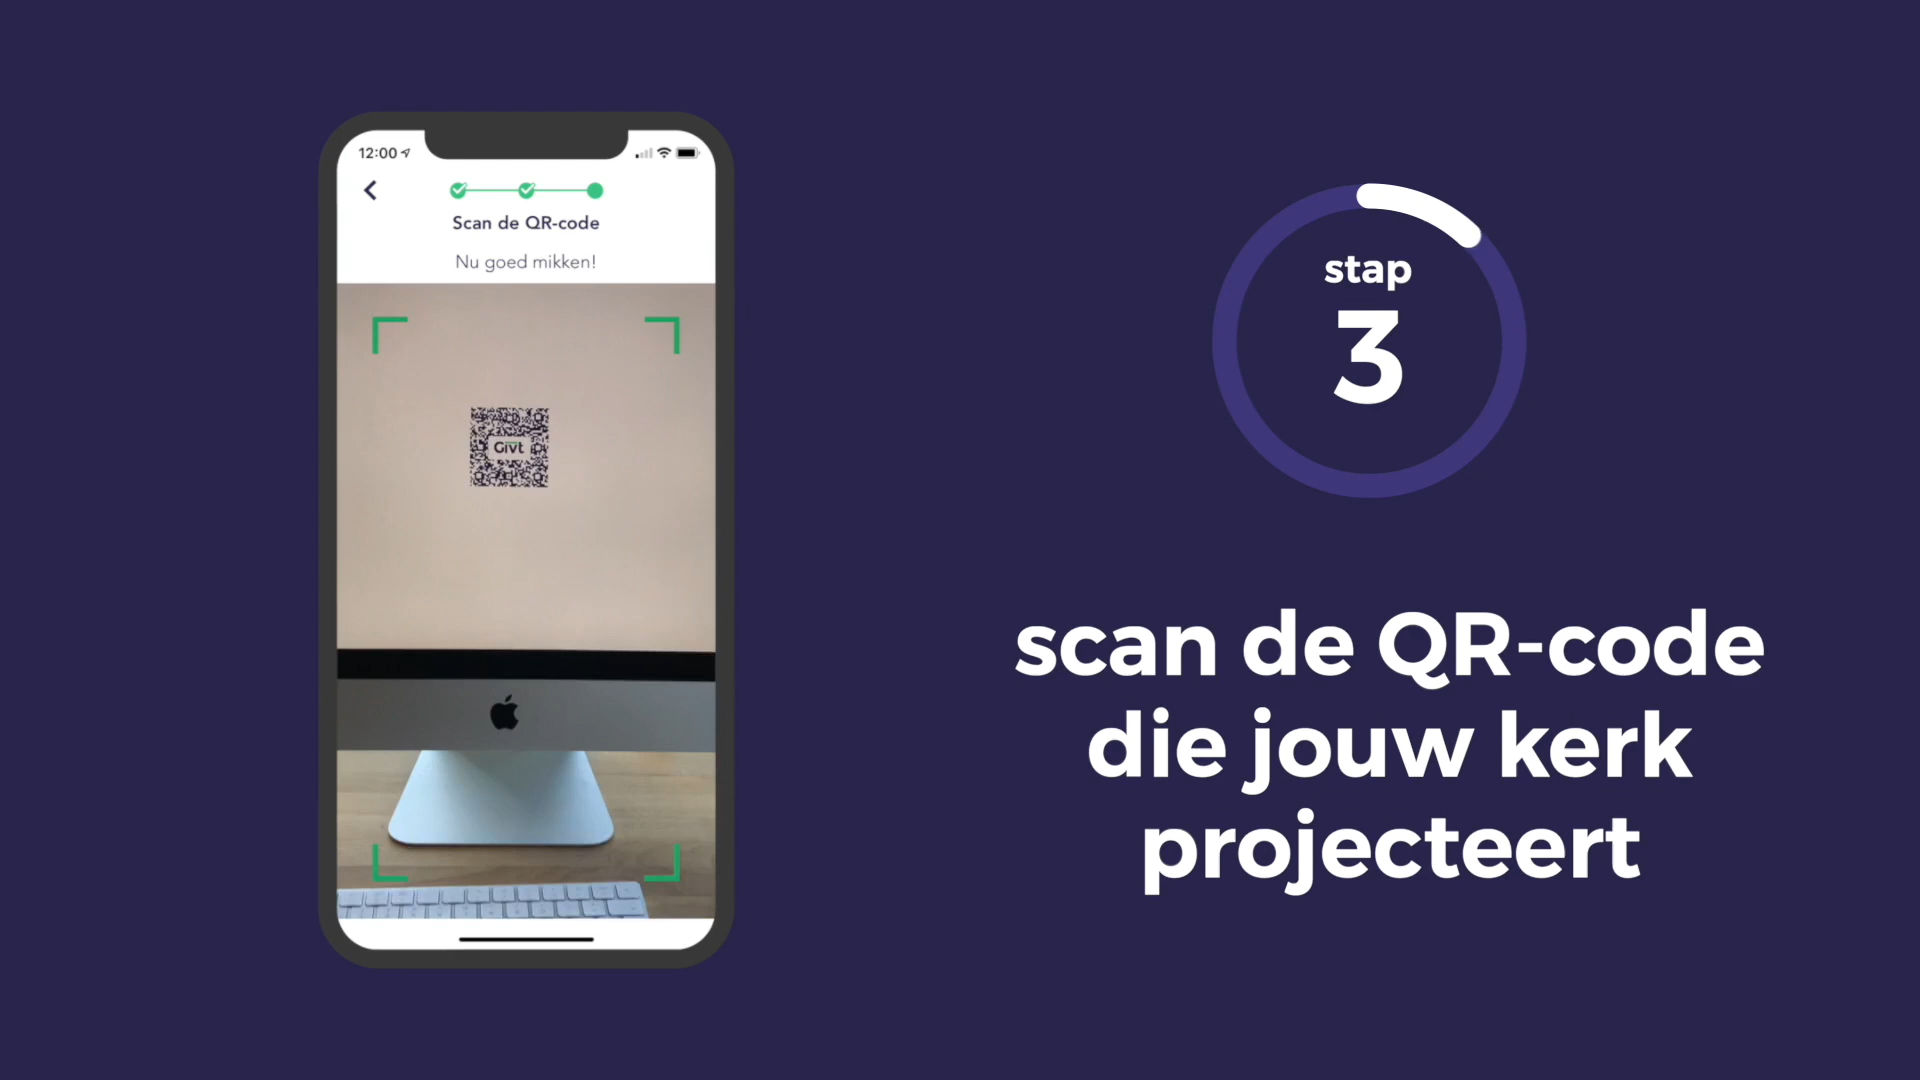 12:00
Scan de QR-code
Nu goed mikken!
Givt
stap
3
scan de QR-code
die jouw kerk
projecteert